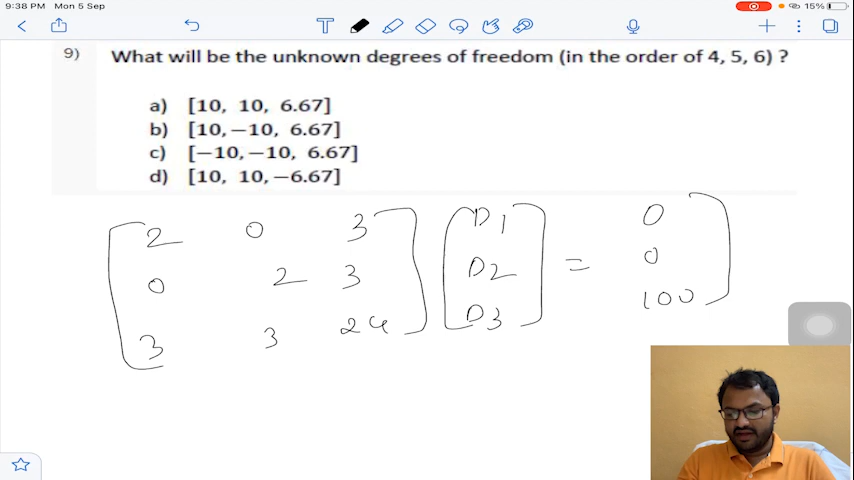 9:38 PM Mon 5 Sep
15%
9) What will be the unknown degrees of freedom (in the order of 4, 5, 6) ?
a) [10, 10, 6.67]
b) [10, −10, 6.67]
c) [−10, −10, 6.67]
d) [10, 10, −6.67]
2 0 3 D1 0
0 2 3 D2 = 0
3 3 24 D3 100